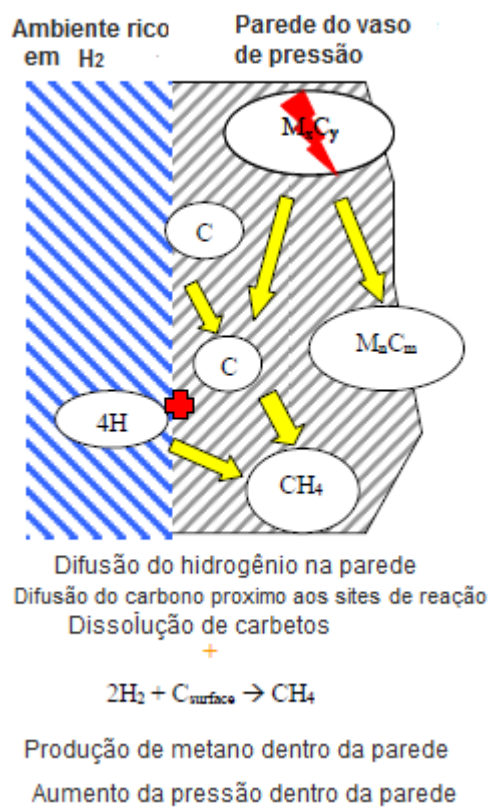 Ambiente rico
em H₂
Parede do vaso
de pressão
MₓCᵧ
C
MₙCₘ
C
4H
CH₄
Difusão do hidrogênio na parede
Difusão do carbono proximo aos sites de reação
Dissolução de carbetos
+
2H₂ + Csurface → CH₄
Produção de metano dentro da parede
Aumento da pressão dentro da parede